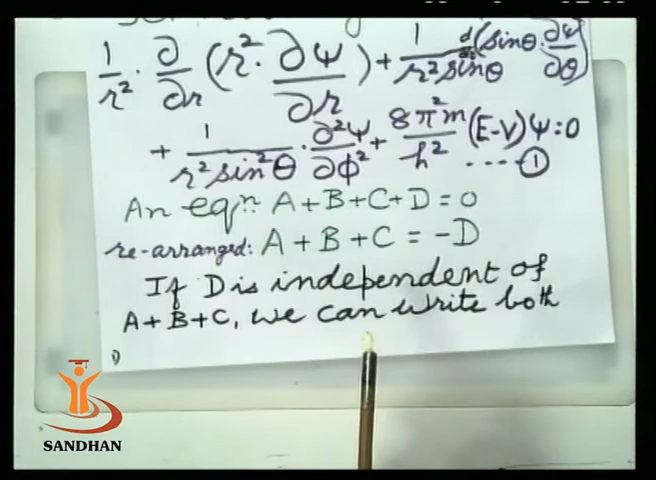 1/r² · ∂/∂r (r² · ∂Ψ/∂r) + 1/r² sinθ d/dθ (sinθ · ∂Ψ/∂θ)
+ 1/r² sin²θ · ∂²Ψ/∂Φ² + 8π²m/h² (E-V) Ψ = 0
----①
An eqn: A+B+C+D = 0
re-arranged: A+B+C = -D
If D is independent of
A+B+C, we can write both
SANDHAN